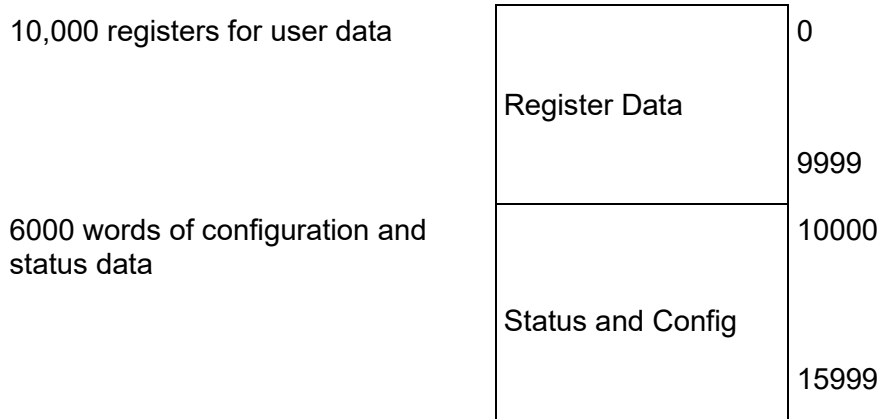 10,000 registers for user data
0
Register Data
9999
6000 words of configuration and
status data
10000
Status and Config
15999